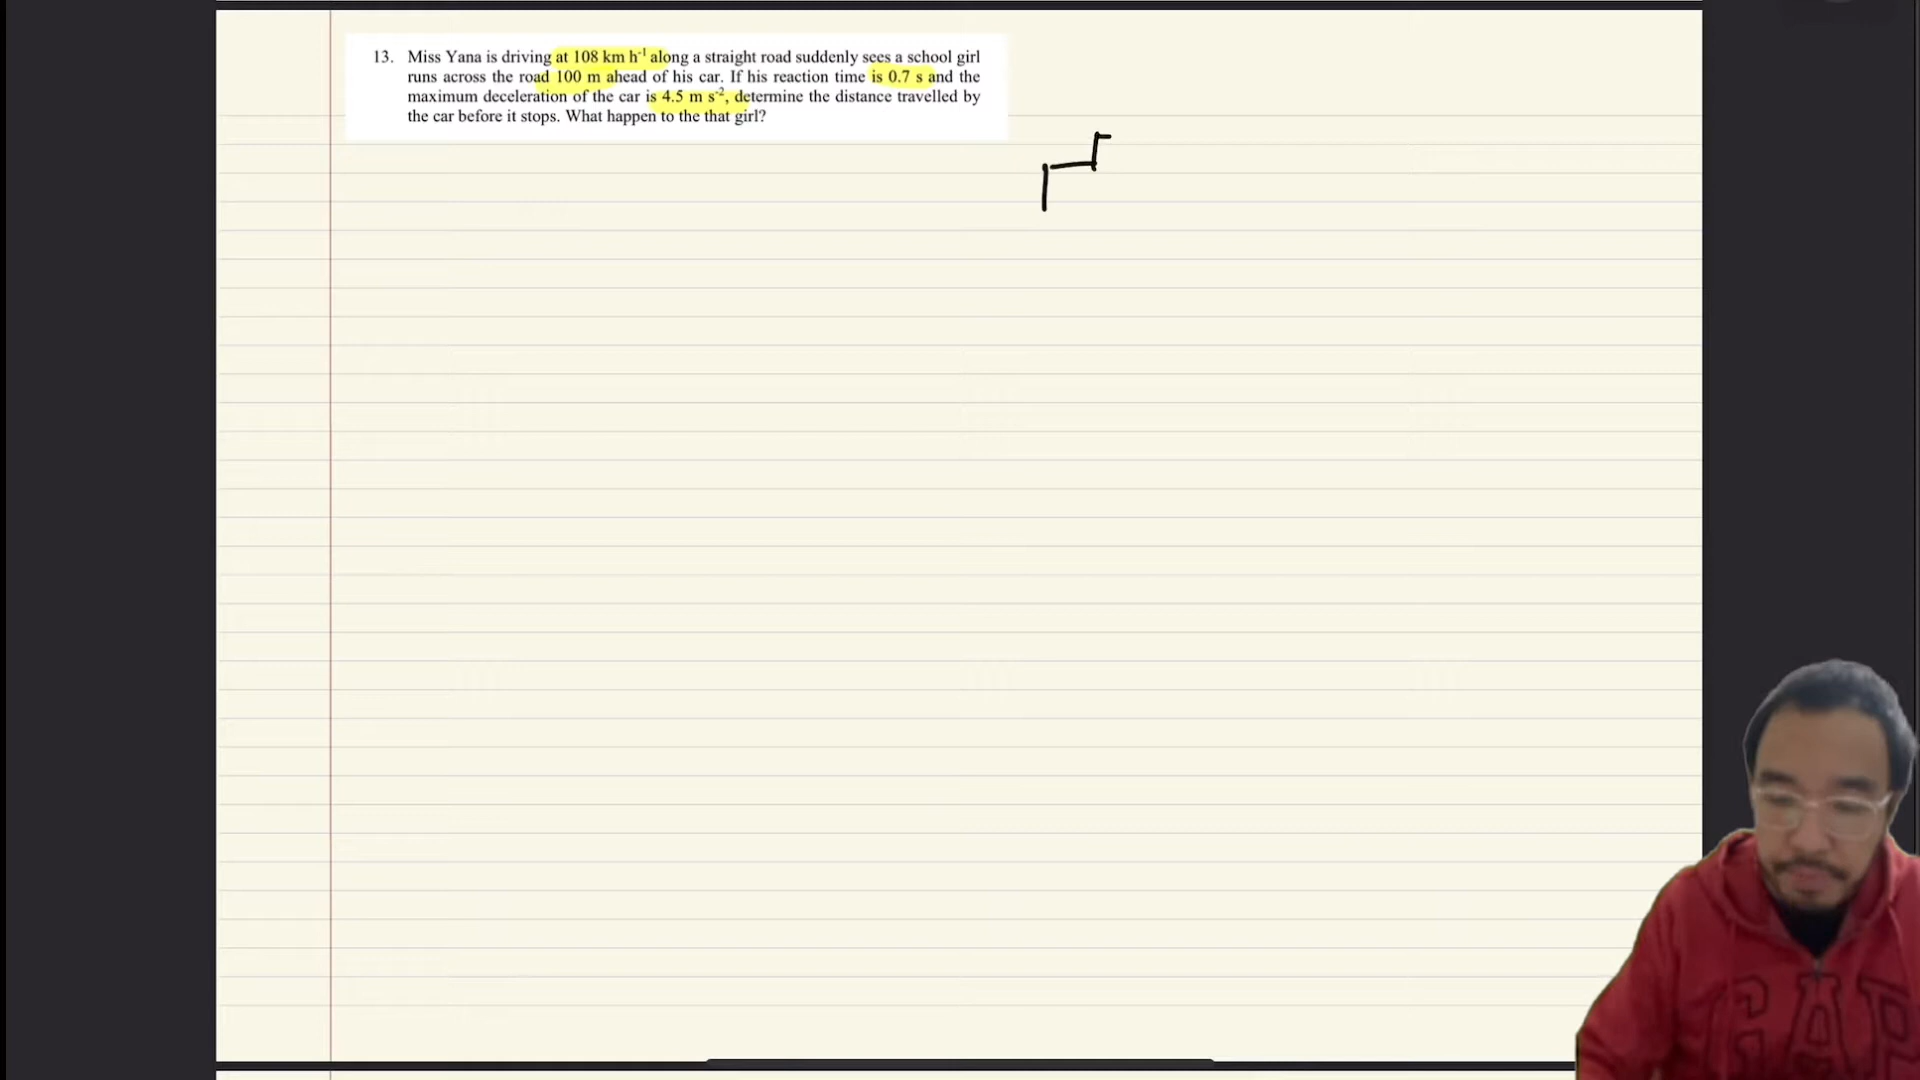 13. Miss Yana is driving at 108 km h⁻¹ along a straight road suddenly sees a school girl
runs across the road 100 m ahead of his car. If his reaction time is 0.7 s and the
maximum deceleration of the car is 4.5 m s⁻², determine the distance travelled by
the car before it stops. What happen to the that girl?
GAP